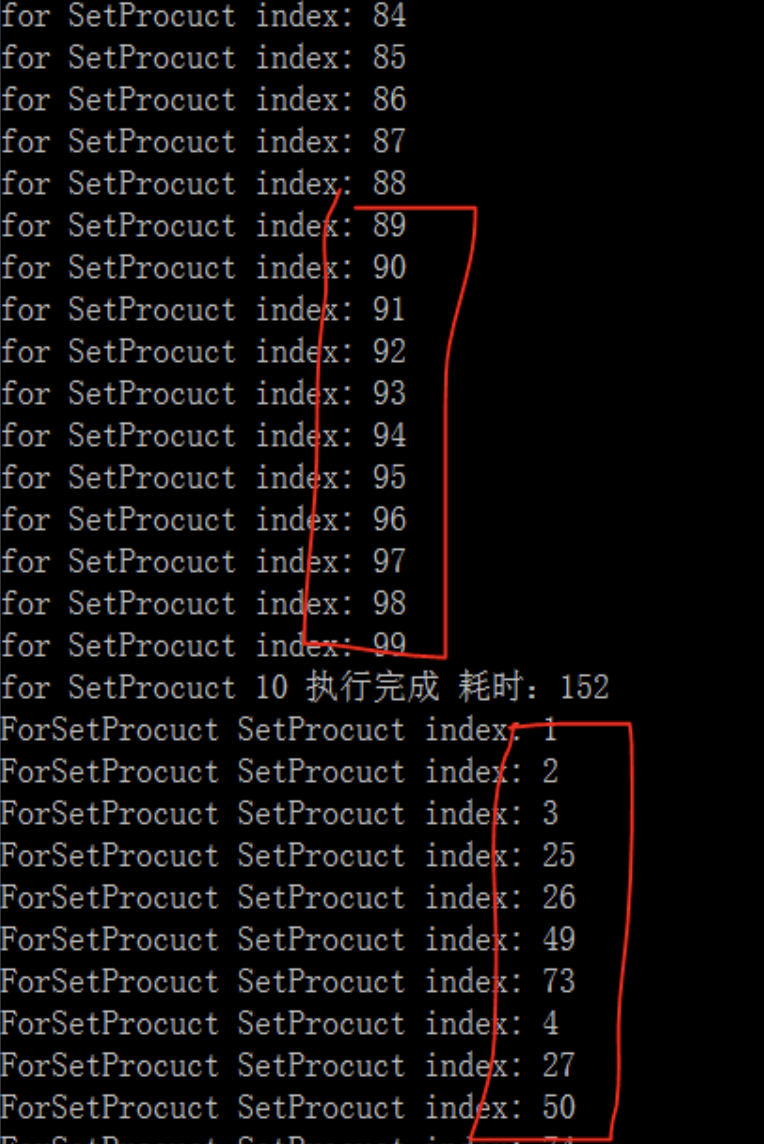 for SetProcuct index: 84
for SetProcuct index: 85
for SetProcuct index: 86
for SetProcuct index: 87
for SetProcuct index: 88
for SetProcuct index: 89
for SetProcuct index: 90
for SetProcuct index: 91
for SetProcuct index: 92
for SetProcuct index: 93
for SetProcuct index: 94
for SetProcuct index: 95
for SetProcuct index: 96
for SetProcuct index: 97
for SetProcuct index: 98
for SetProcuct index: 99
for SetProcuct 10 执行完成 耗时：152
ForSetProcuct SetProcuct index: 1
ForSetProcuct SetProcuct index: 2
ForSetProcuct SetProcuct index: 3
ForSetProcuct SetProcuct index: 25
ForSetProcuct SetProcuct index: 26
ForSetProcuct SetProcuct index: 49
ForSetProcuct SetProcuct index: 73
ForSetProcuct SetProcuct index: 4
ForSetProcuct SetProcuct index: 27
ForSetProcuct SetProcuct index: 50
ForSetProcuct SetProcuct index: 74